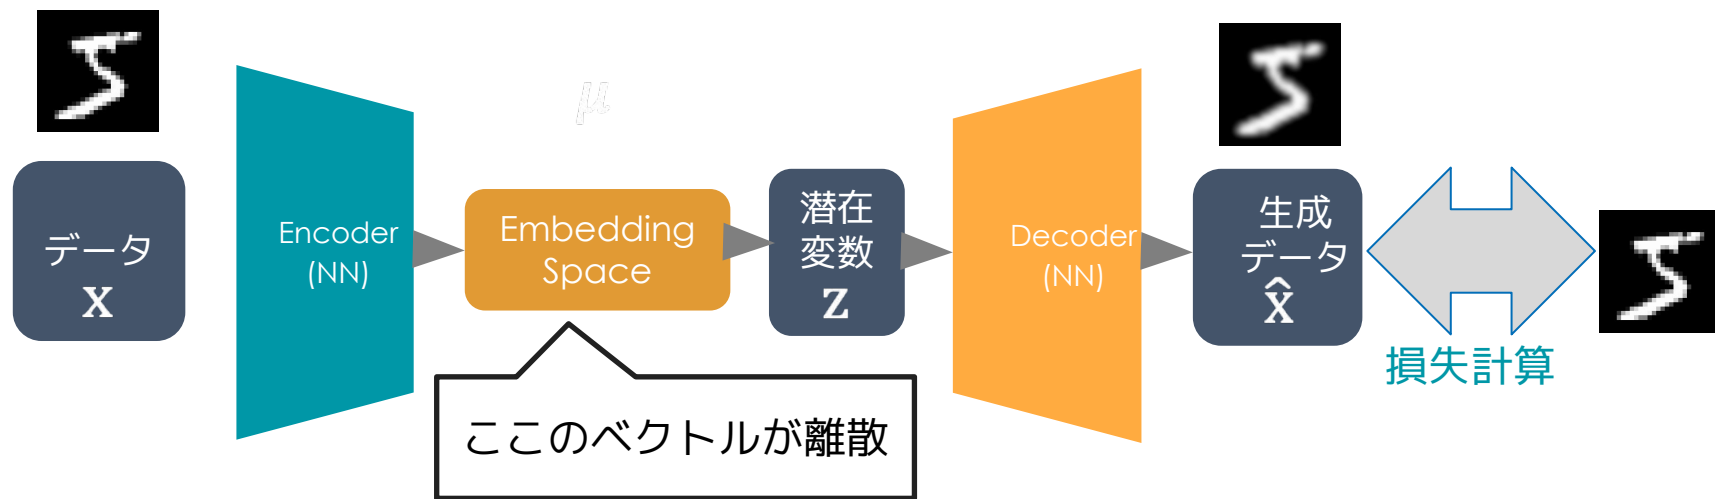 データ
X
Encoder
(NN)
μ
Embedding
Space
潜在
変数
Z
Decoder
(NN)
生成
データ
X̂
損失計算
ここのベクトルが離散